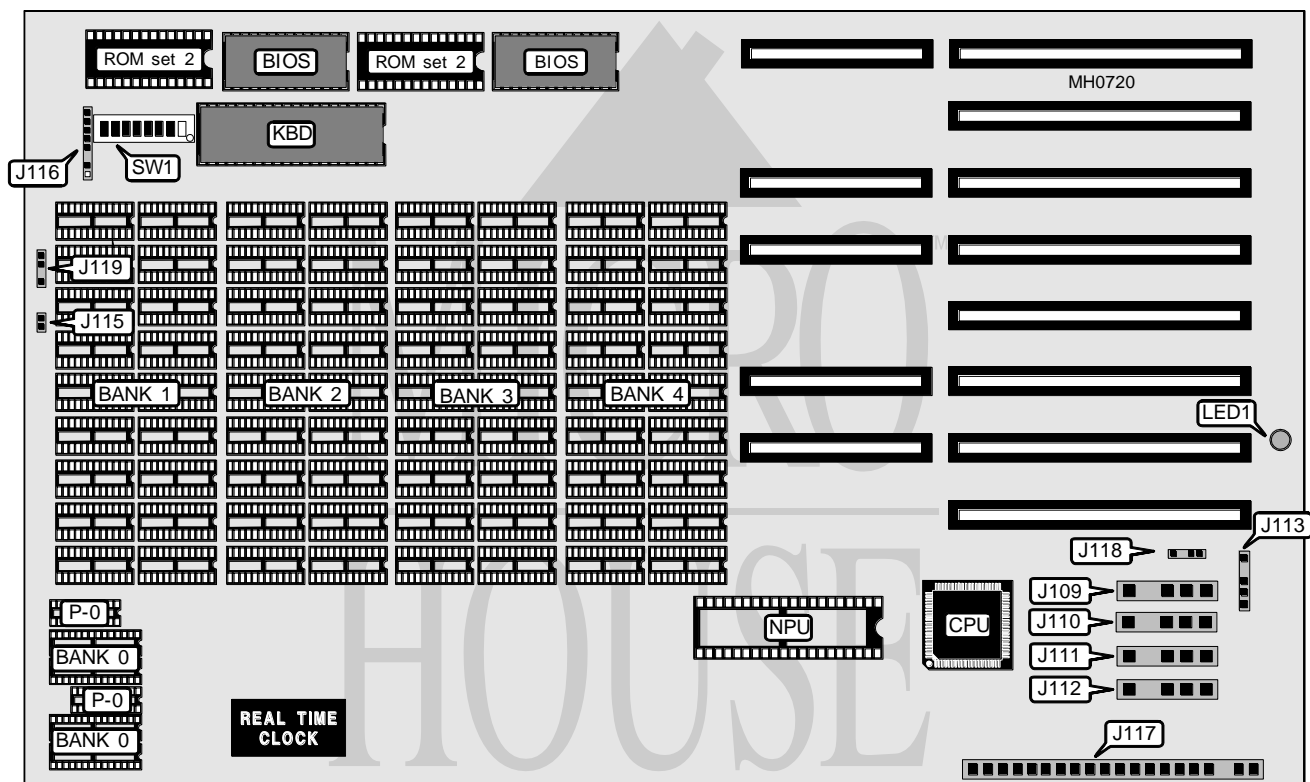 ROM set 2
BIOS
ROM set 2
BIOS
MH0720
KBD
J116
SW1
J119
J115
BANK 1
BANK 2
BANK 3
BANK 4
LED1
J113
J118
J109
P-0
NPU
CPU
J110
BANK 0
J111
P-0
J112
REAL TIME
CLOCK
BANK 0
J117
MICRO
HOUSE